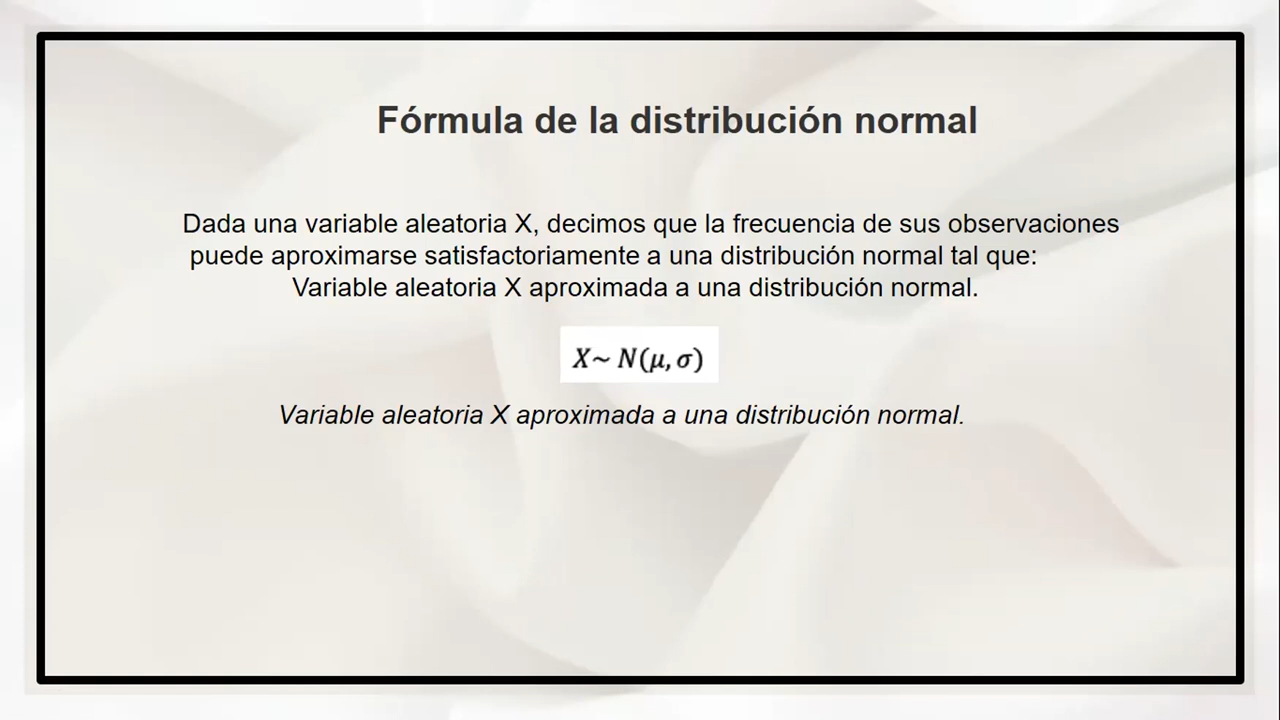 Fórmula de la distribución normal
Dada una variable aleatoria X, decimos que la frecuencia de sus observaciones
puede aproximarse satisfactoriamente a una distribución normal tal que:
Variable aleatoria X aproximada a una distribución normal.
X~ N(μ, σ)
Variable aleatoria X aproximada a una distribución normal.